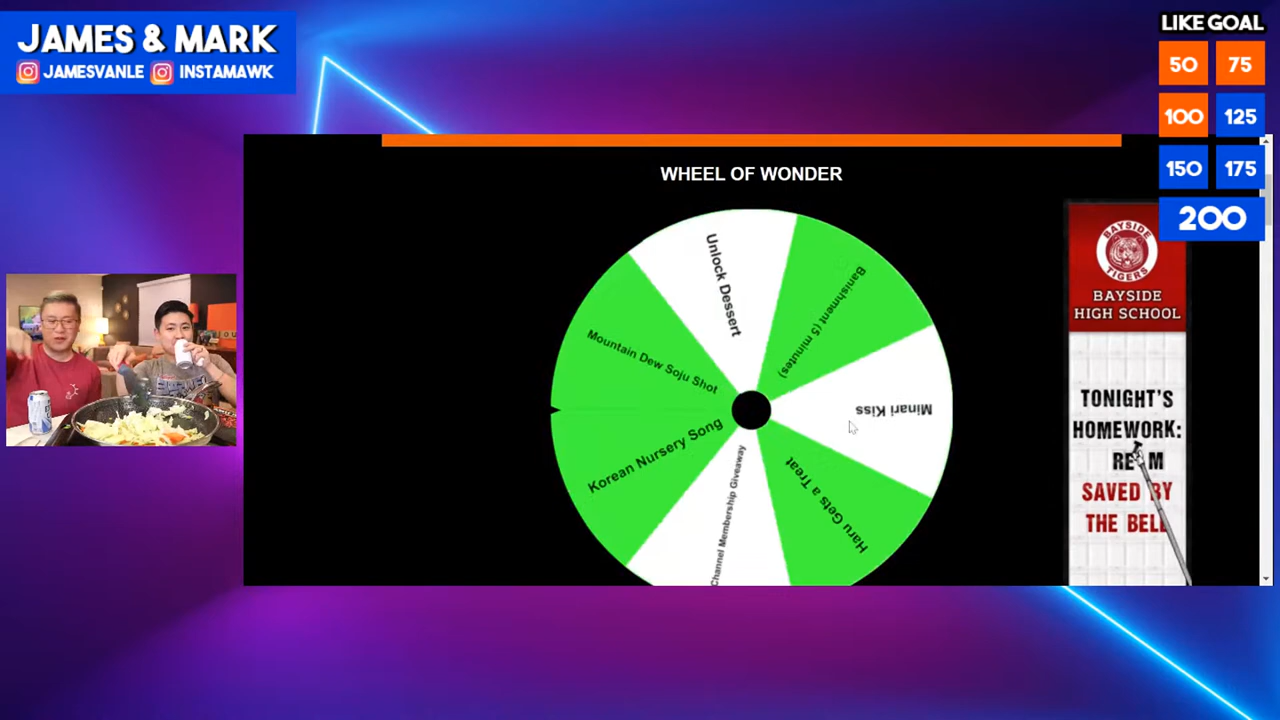 JAMES & MARK
JAMESVANLE INSTAMAWK
LIKE GOAL
50 75
100 125
150 175
200
WHEEL OF WONDER
Unlock Dessert
Banishment (5 minutes)
Minari Kiss
Haru Gets a Treat
Channel Membership Giveaway
Korean Nursery Song
Mountain Dew Soju Shot
BAYSIDE
TIGERS
BAYSIDE
HIGH SCHOOL
TONIGHT'S
HOMEWORK:
SAVED BY
THE BELL